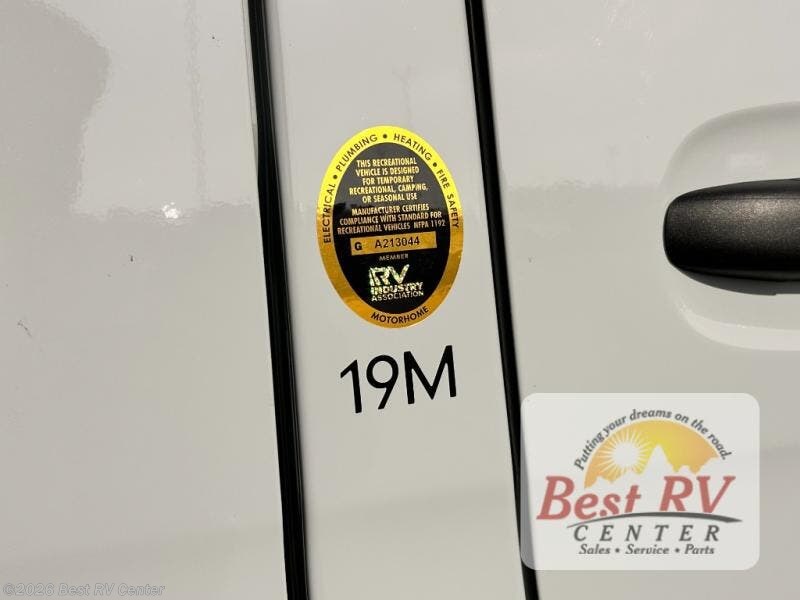 ELECTRICAL • PLUMBING • HEATING • FIRE SAFETY
THIS RECREATIONAL
VEHICLE IS DESIGNED
FOR TEMPORARY
RECREATIONAL, CAMPING,
OR SEASONAL USE
MANUFACTURER CERTIFIES
COMPLIANCE WITH STANDARD FOR
RECREATIONAL VEHICLES NFPA 1192
G A213044
MEMBER
RV
INDUSTRY
ASSOCIATION
MOTORHOME
19M
Putting your dreams on the road.
Best RV
CENTER
Sales • Service • Parts
©2026 Best RV Center